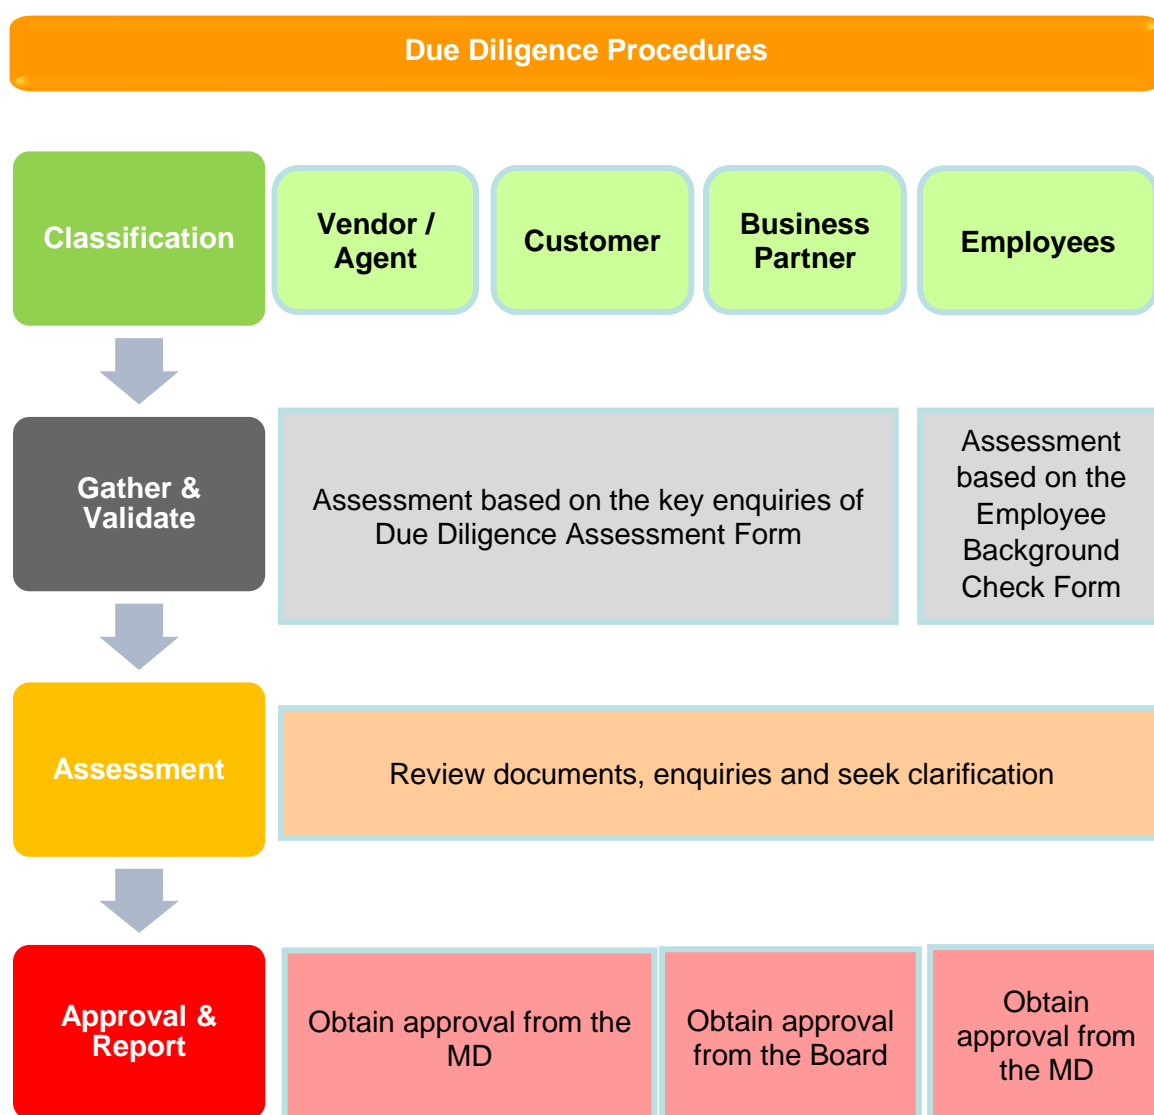 Due Diligence Procedures
Classification
Vendor /
Agent
Customer
Business
Partner
Employees
Gather &
Validate
Assessment based on the key enquiries of
Due Diligence Assessment Form
Assessment
based on the
Employee
Background
Check Form
Assessment
Review documents, enquiries and seek clarification
Approval &
Report
Obtain approval from the
MD
Obtain approval
from the Board
Obtain
approval from
the MD